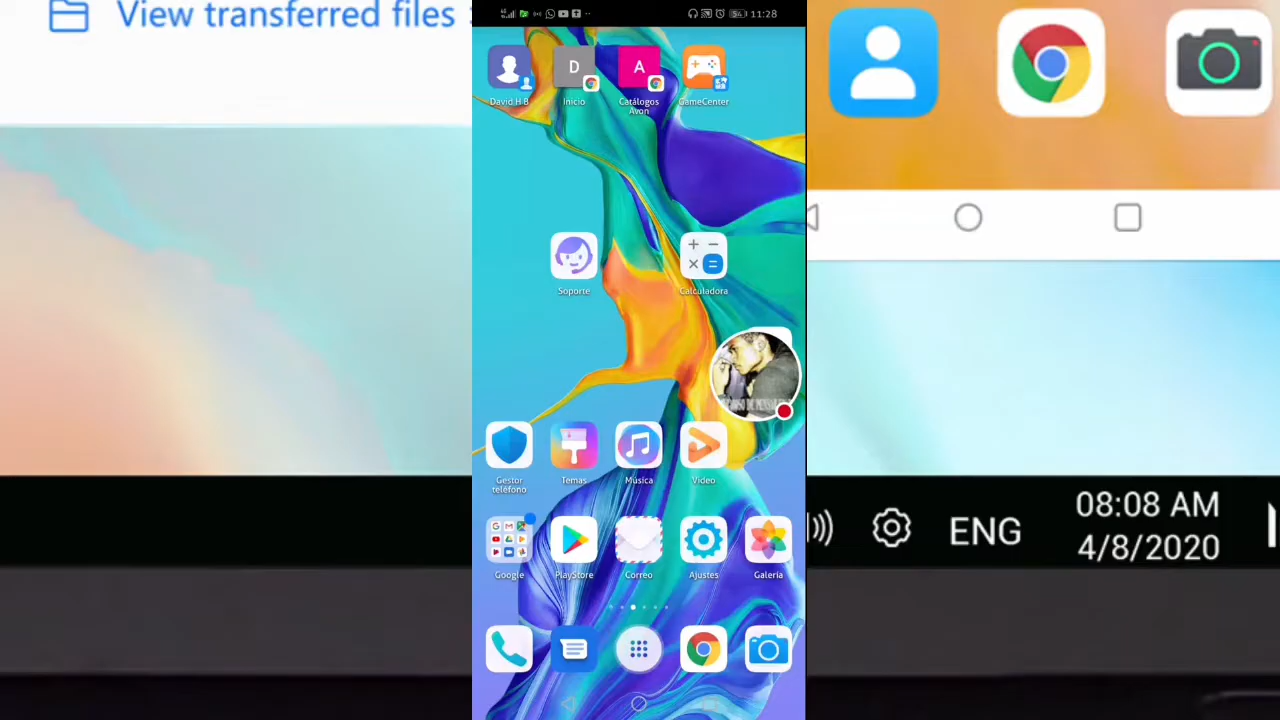 View transferred files
11:28
David H B
Inicio
Catálogos
Avon
GameCenter
D
A
Soporte
Calculadora
Gestor
teléfono
Temas
Música
Video
Google
PlayStore
Correo
Ajustes
Galería
ENG
08:08 AM
4/8/2020